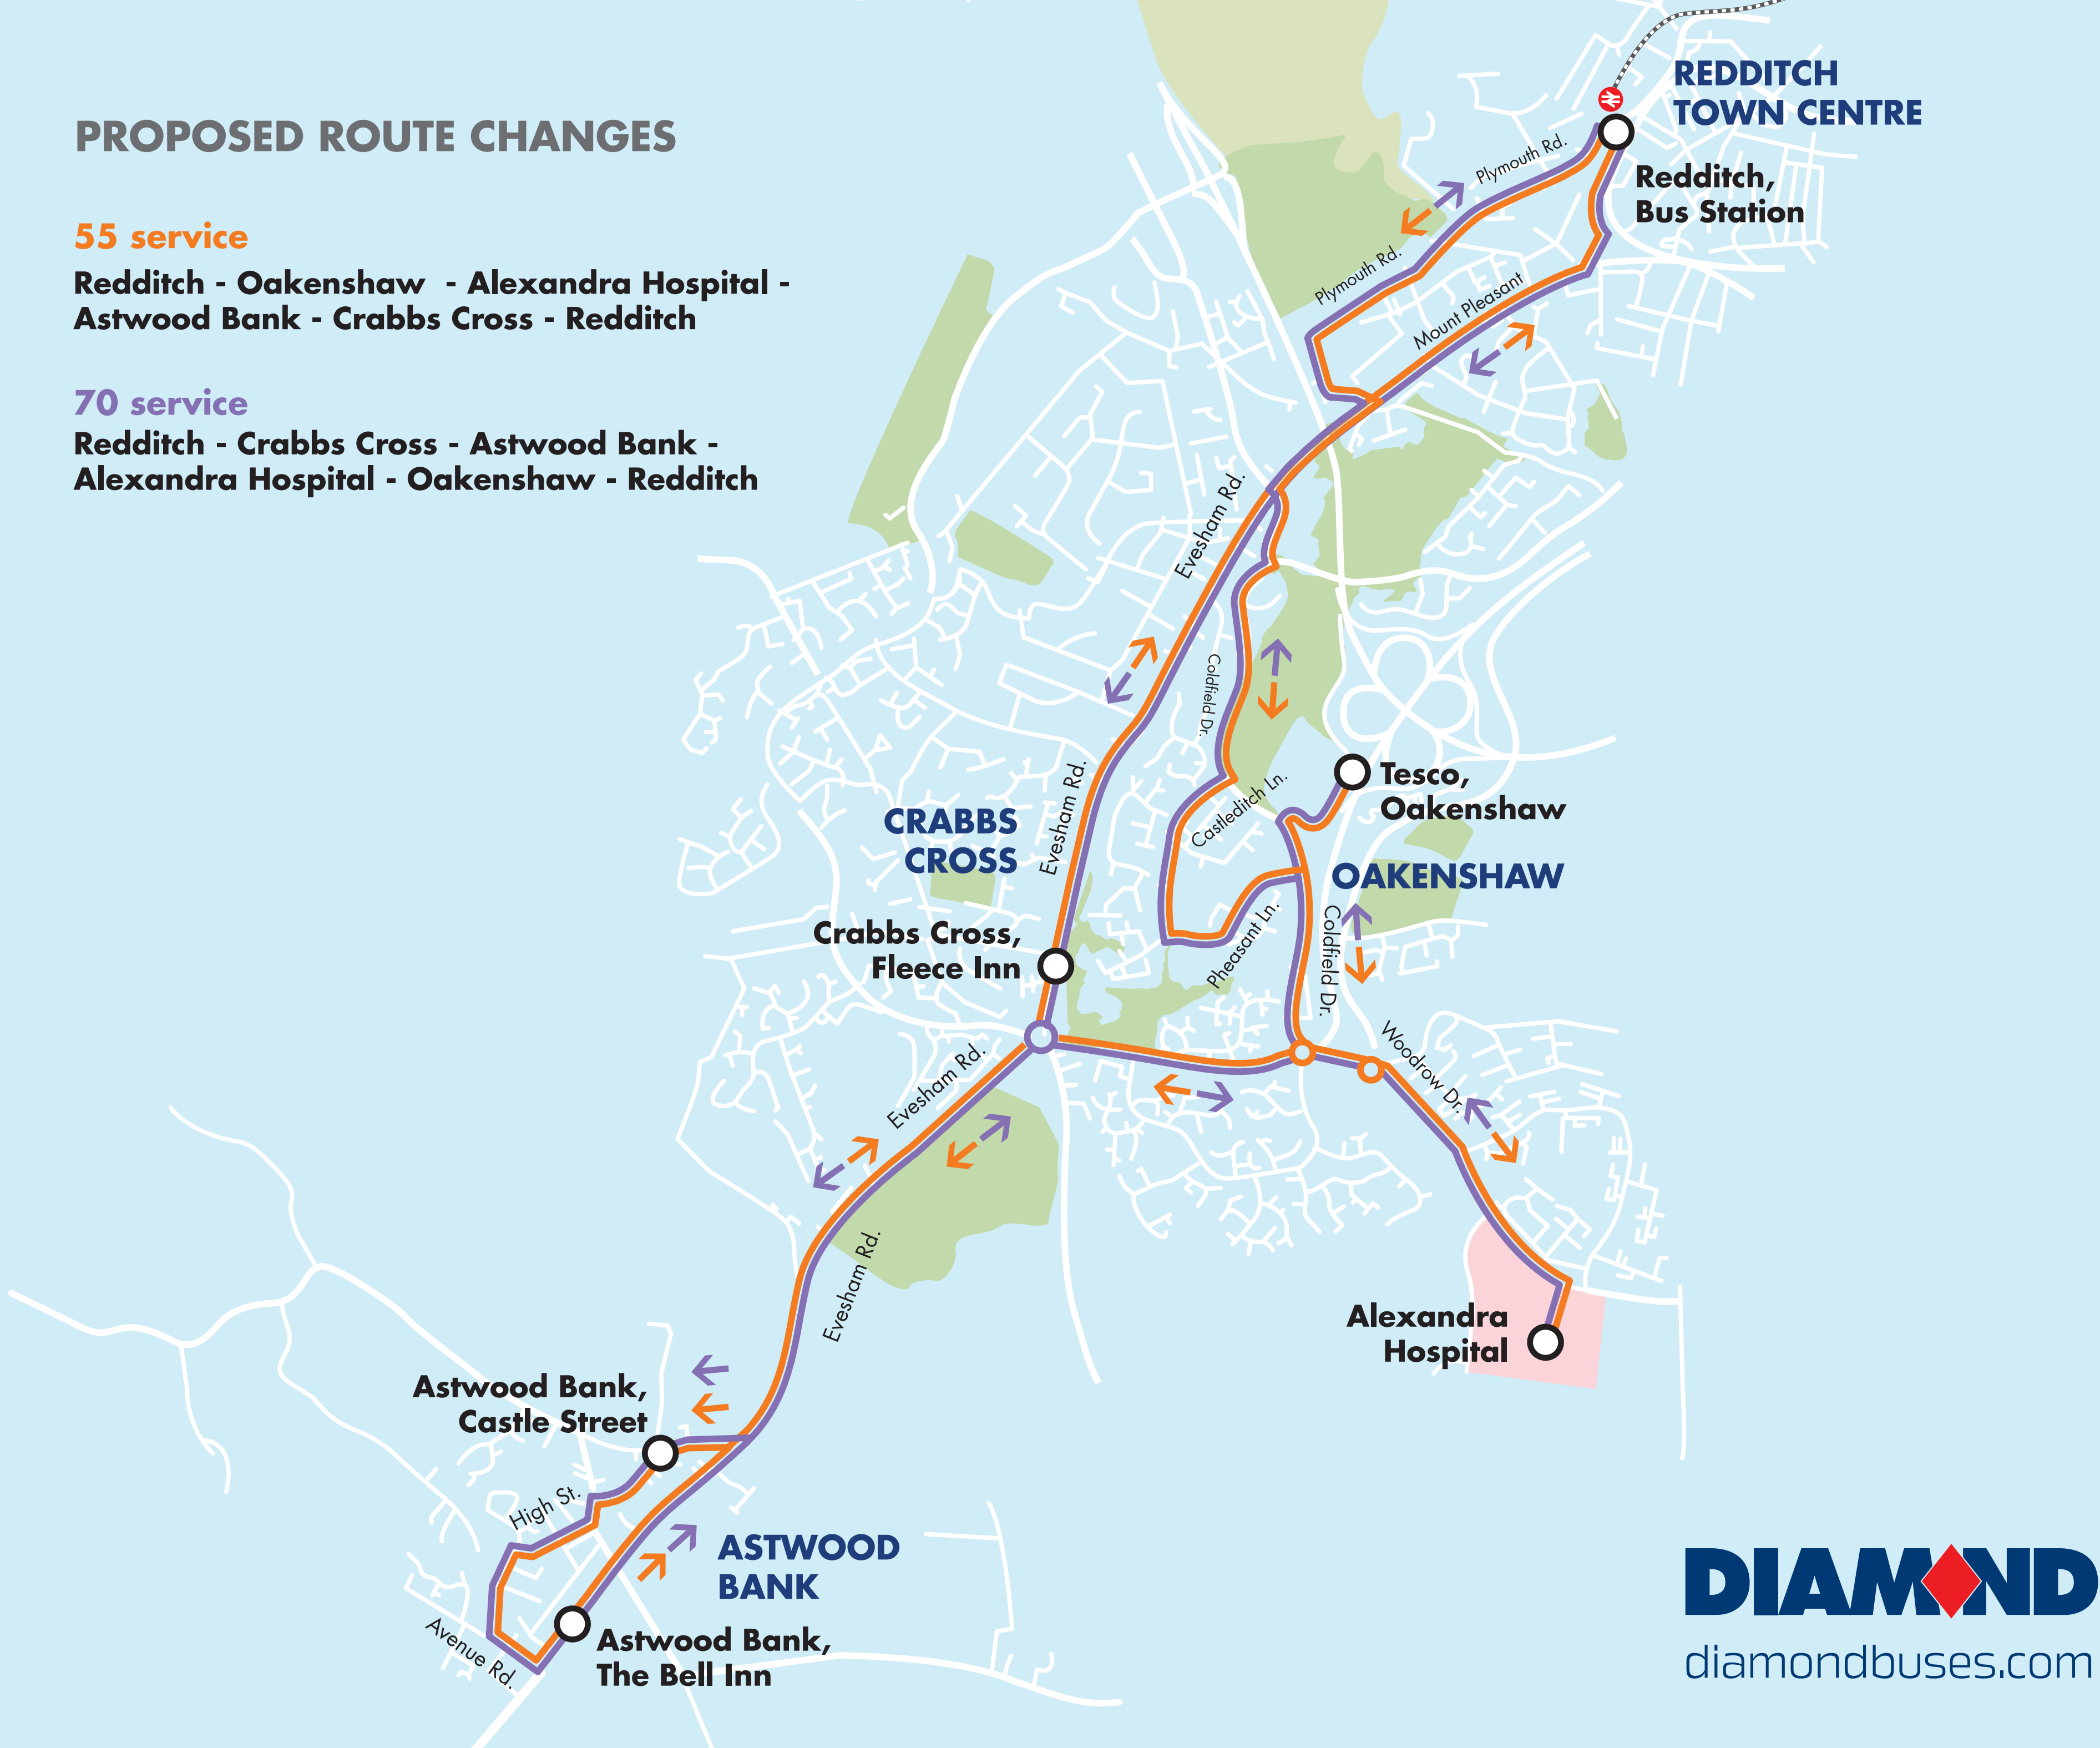 PROPOSED ROUTE CHANGES
55 service
Redditch - Oakenshaw - Alexandra Hospital -
Astwood Bank - Crabbs Cross - Redditch
70 service
Redditch - Crabbs Cross - Astwood Bank -
Alexandra Hospital - Oakenshaw - Redditch
REDDITCH
TOWN CENTRE
Redditch,
Bus Station
Plymouth Rd.
Plymouth Rd.
Mount Pleasant
Evesham Rd.
Coldfield Dr.
Evesham Rd.
Castleditch Ln.
Tesco,
Oakenshaw
CRABBS
CROSS
OAKENSHAW
Crabbs Cross,
Fleece Inn
Pheasant Ln.
Coldfield Dr.
Woodrow Dr.
Evesham Rd.
Evesham Rd.
Alexandra
Hospital
Astwood Bank,
Castle Street
High St.
ASTWOOD
BANK
Avenue Rd.
Astwood Bank,
The Bell Inn
DIAMOND
diamondbuses.com